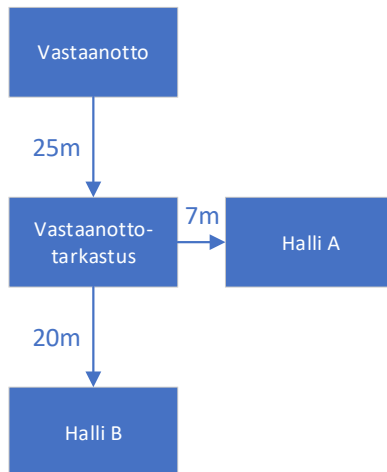 Vastaanotto
25m
Vastaanotto-
tarkastus
7m
Halli A
20m
Halli B